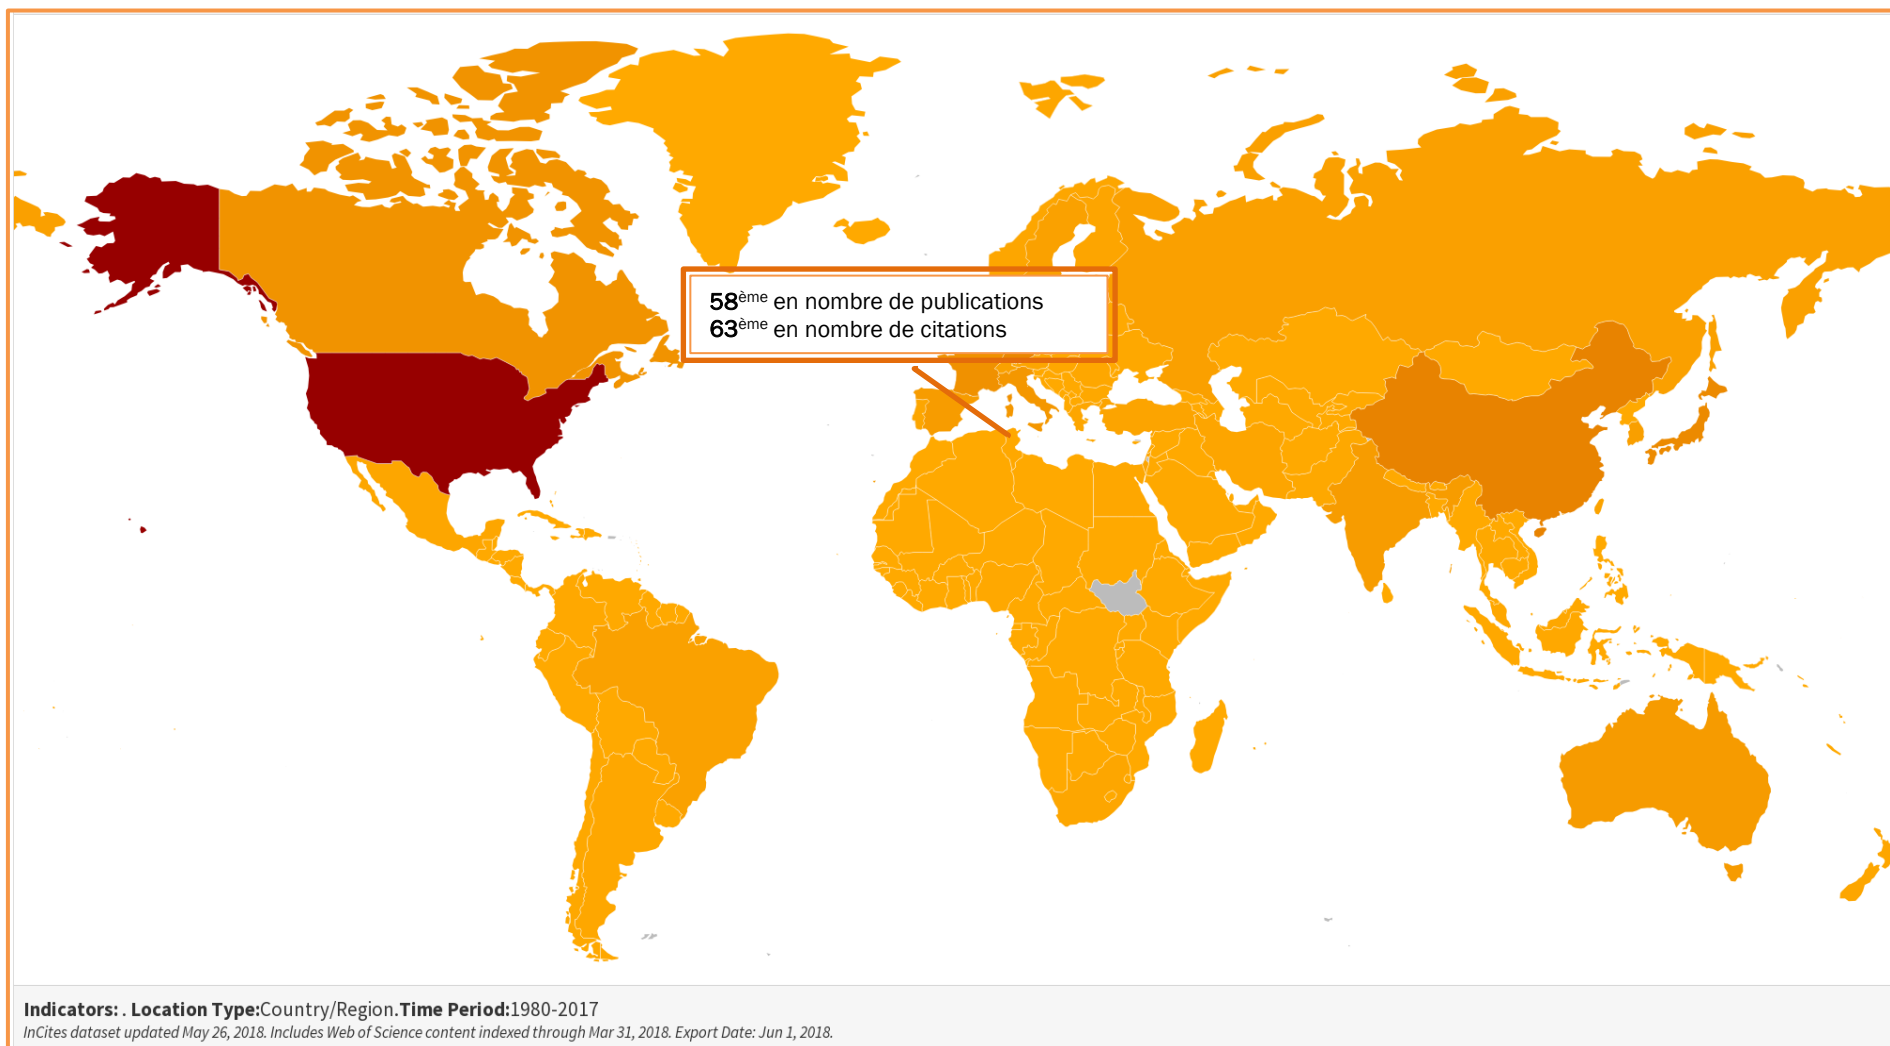 58ème en nombre de publications
63ème en nombre de citations
Indicators: . Location Type:Country/Region.Time Period:1980-2017
InCites dataset updated May 26, 2018. Includes Web of Science content indexed through Mar 31, 2018. Export Date: Jun 1, 2018.